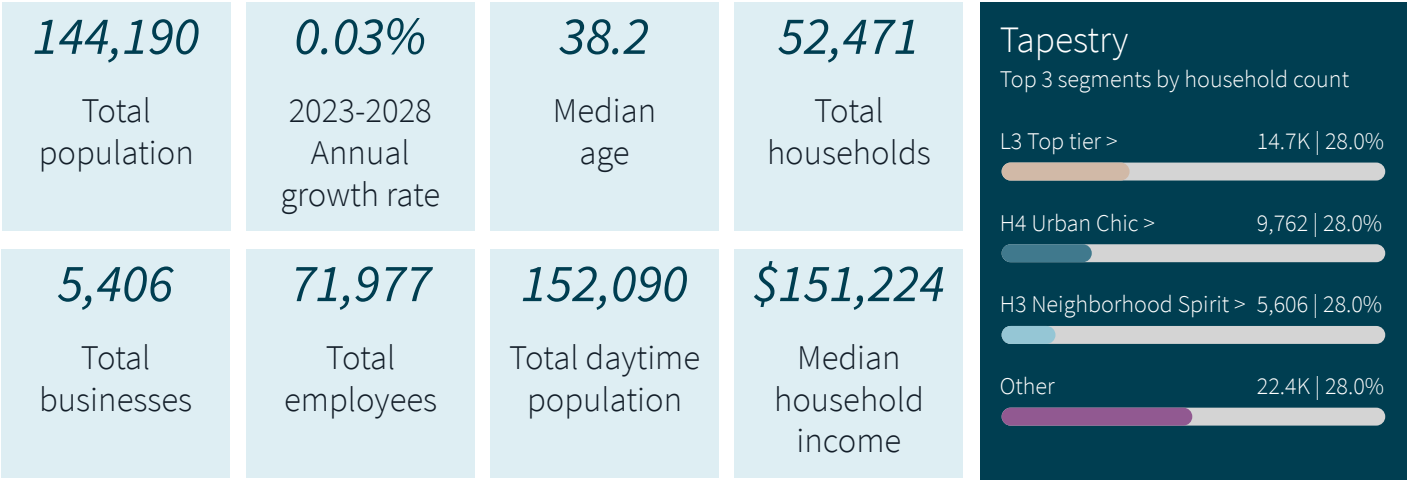 144,190
Total
population
0.03%
2023-2028
Annual
growth rate
38.2
Median
age
52,471
Total
households
5,406
Total
businesses
71,977
Total
employees
152,090
Total daytime
population
$151,224
Median
household
income
Tapestry
Top 3 segments by household count
L3 Top tier > 14.7K | 28.0%
H4 Urban Chic > 9,762 | 28.0%
H3 Neighborhood Spirit > 5,606 | 28.0%
Other 22.4K | 28.0%